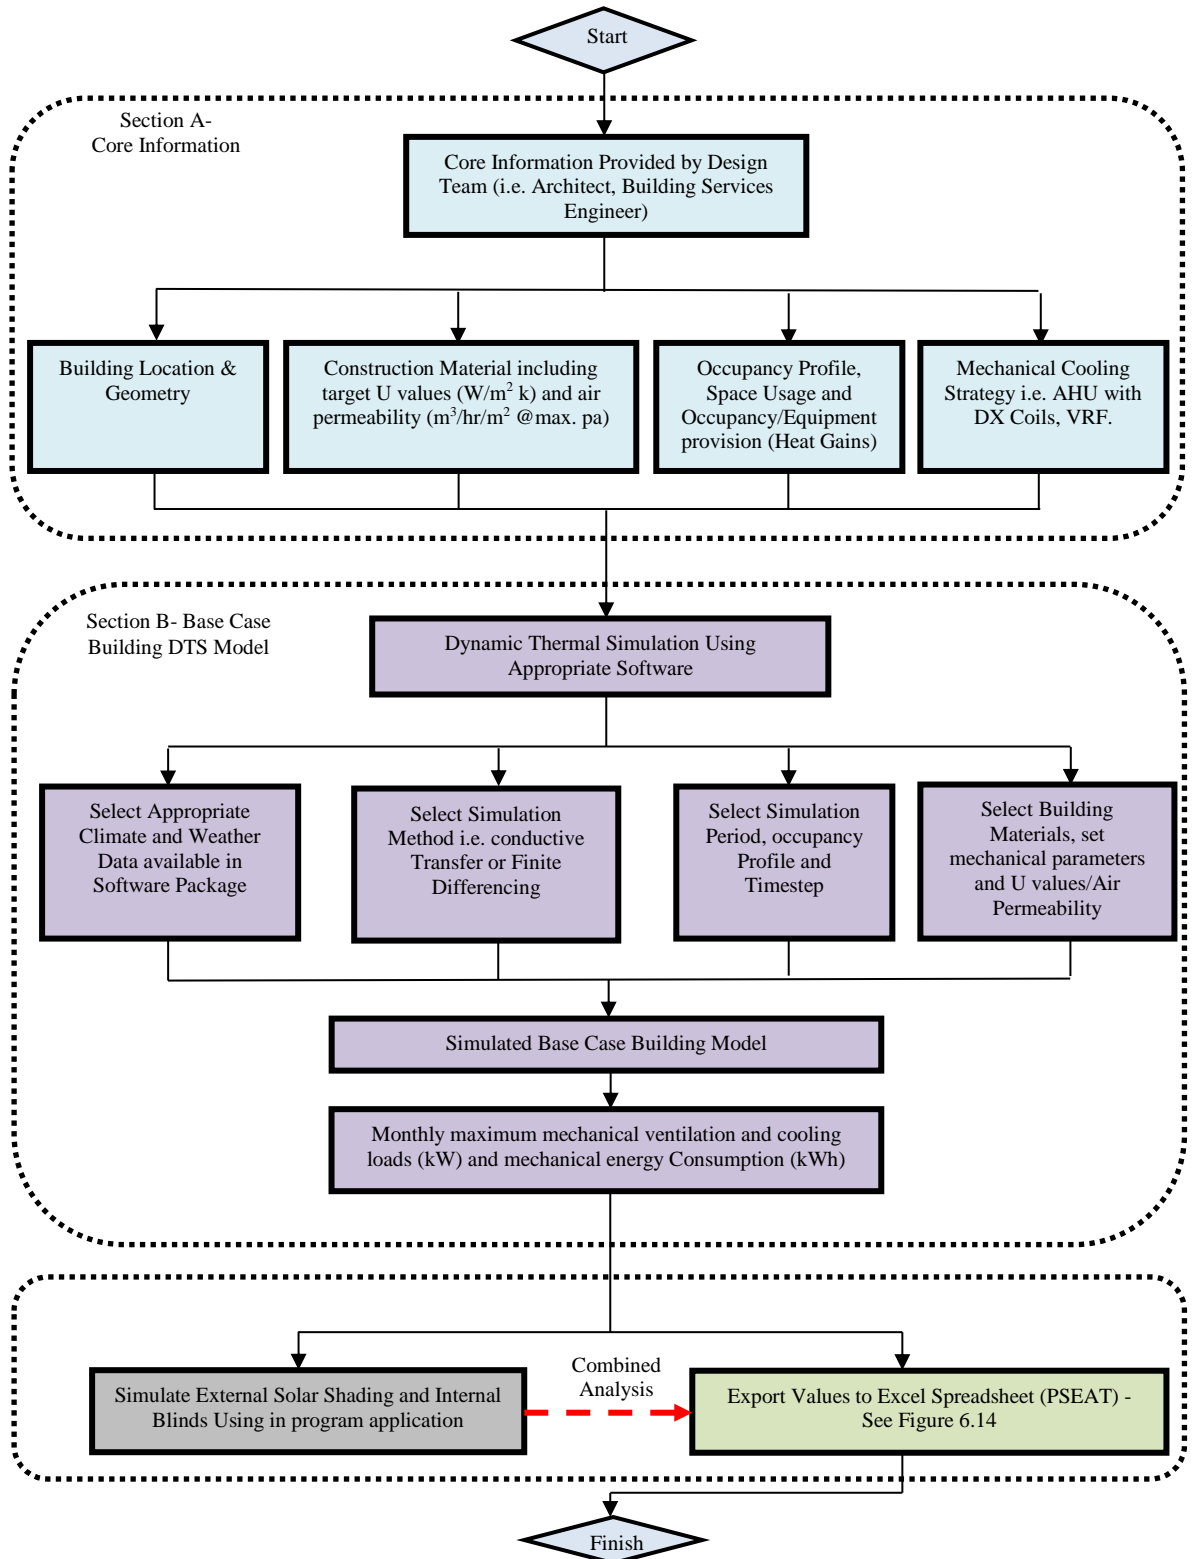 Start
Section A-
Core Information
Core Information Provided by Design
Team (i.e. Architect, Building Services
Engineer)
Building Location &
Geometry
Construction Material including
target U values (W/m² k) and air
permeability (m³/hr/m² @max. pa)
Occupancy Profile,
Space Usage and
Occupancy/Equipment
provision (Heat Gains)
Mechanical Cooling
Strategy i.e. AHU with
DX Coils, VRF.
Section B- Base Case
Building DTS Model
Dynamic Thermal Simulation Using
Appropriate Software
Select Appropriate
Climate and Weather
Data available in
Software Package
Select Simulation
Method i.e. conductive
Transfer or Finite
Differencing
Select Simulation
Period, occupancy
Profile and
Timestep
Select Building
Materials, set
mechanical parameters
and U values/Air
Permeability
Simulated Base Case Building Model
Monthly maximum mechanical ventilation and cooling
loads (kW) and mechanical energy Consumption (kWh)
Simulate External Solar Shading and Internal
Blinds Using in program application
Combined
Analysis
Export Values to Excel Spreadsheet (PSEAT) -
See Figure 6.14
Finish